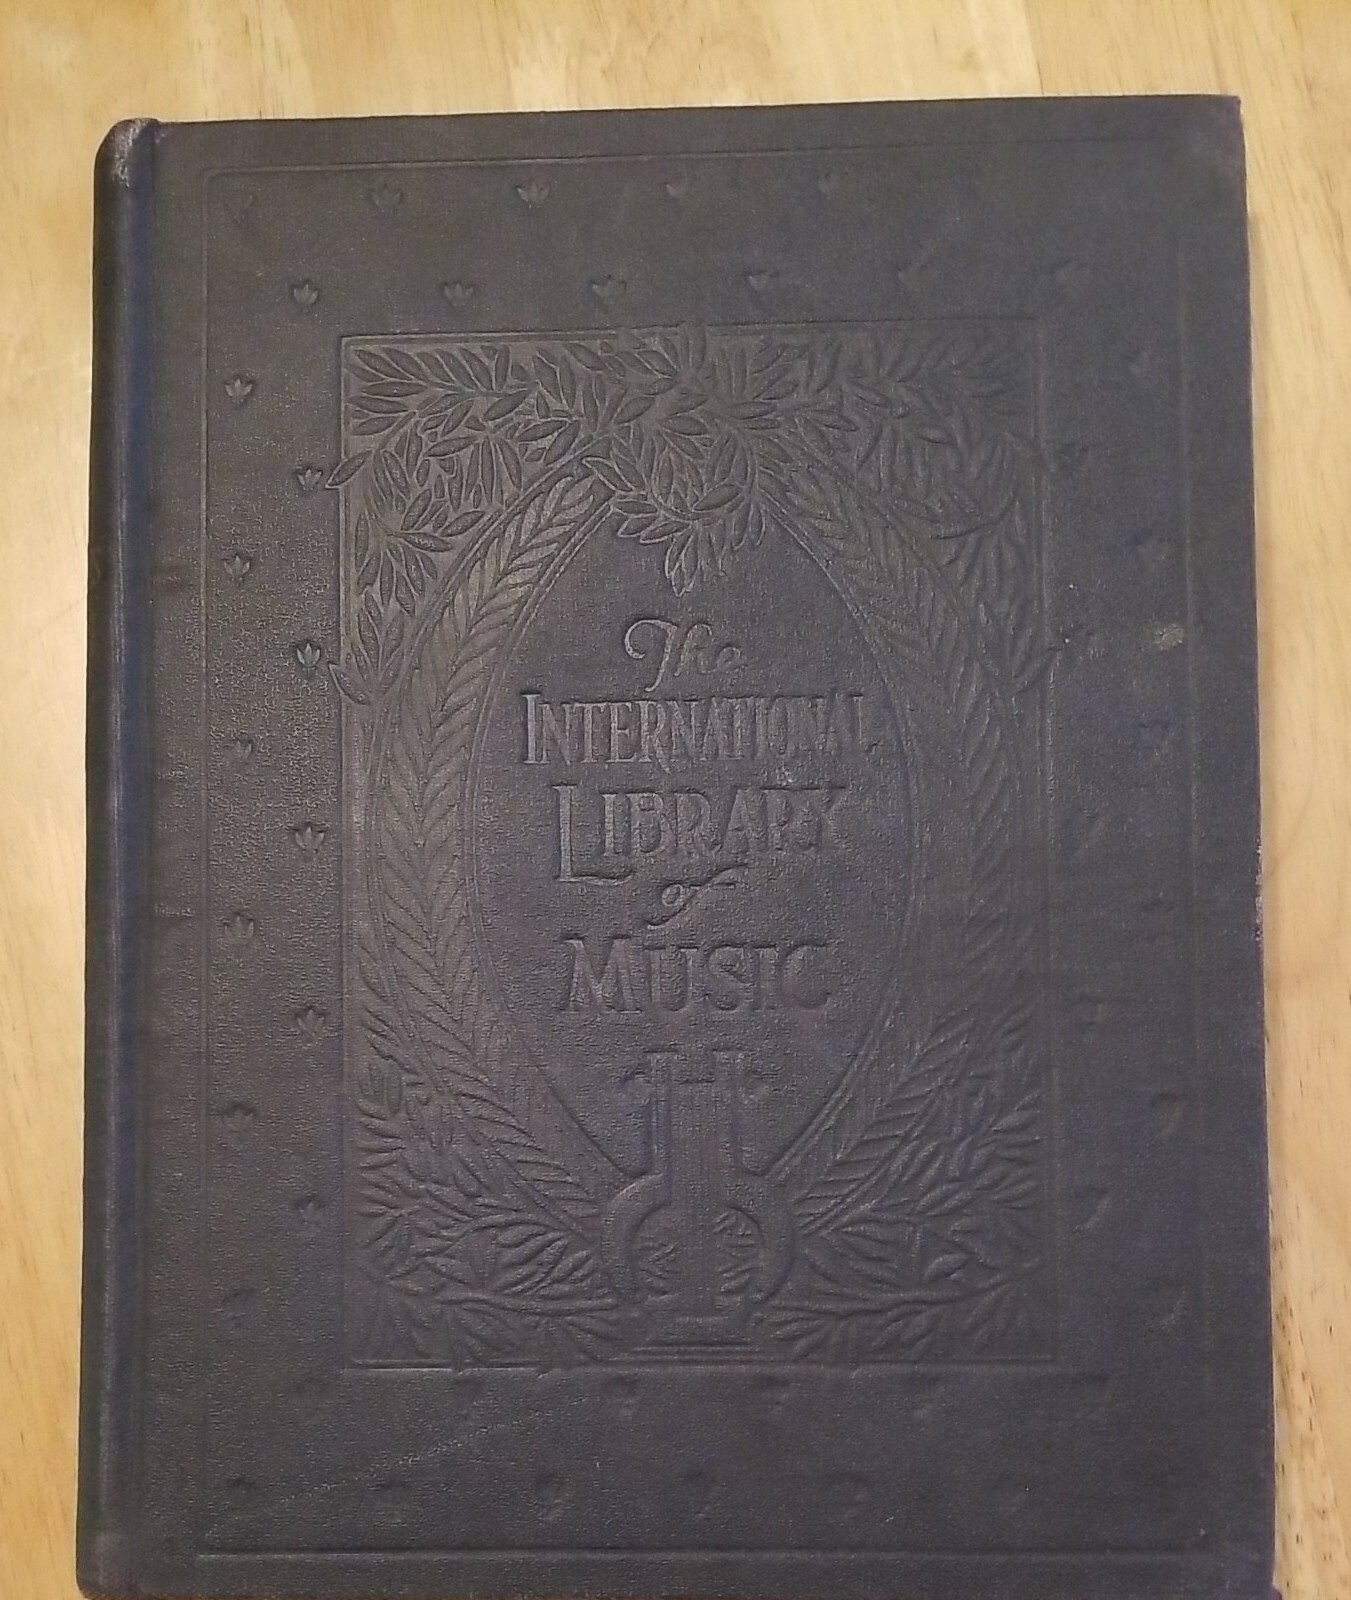 The
INTERNATIONAL
LIBRARY
of
MUSIC